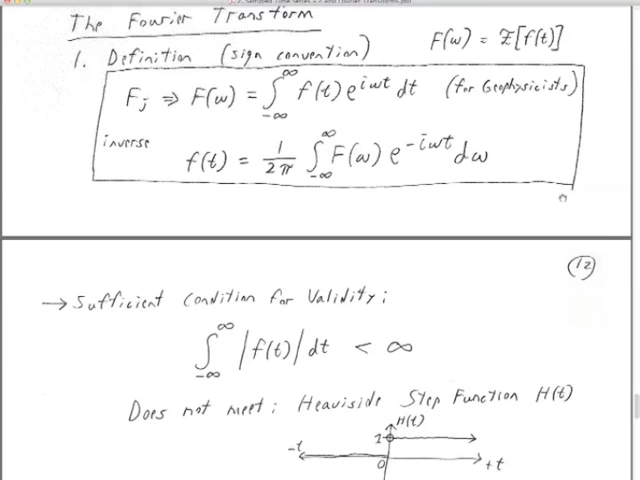 The Fourier Transform
1. Definition (sign convention) F(ω) = Ƶ[f(t)]
F_j ⇒ F(ω) = ∫_{-∞}^{∞} f(t) e^{iωt} dt (for Geophysicists)
inverse
f(t) = 1/2π ∫_{-∞}^{∞} F(ω) e^{-iωt} dω
(12)
→ Sufficient Condition for Validity:
∫_{-∞}^{∞} |f(t)| dt < ∞
Does not meet: Heaviside Step Function H(t)
H(t)
1
-t
0
+t